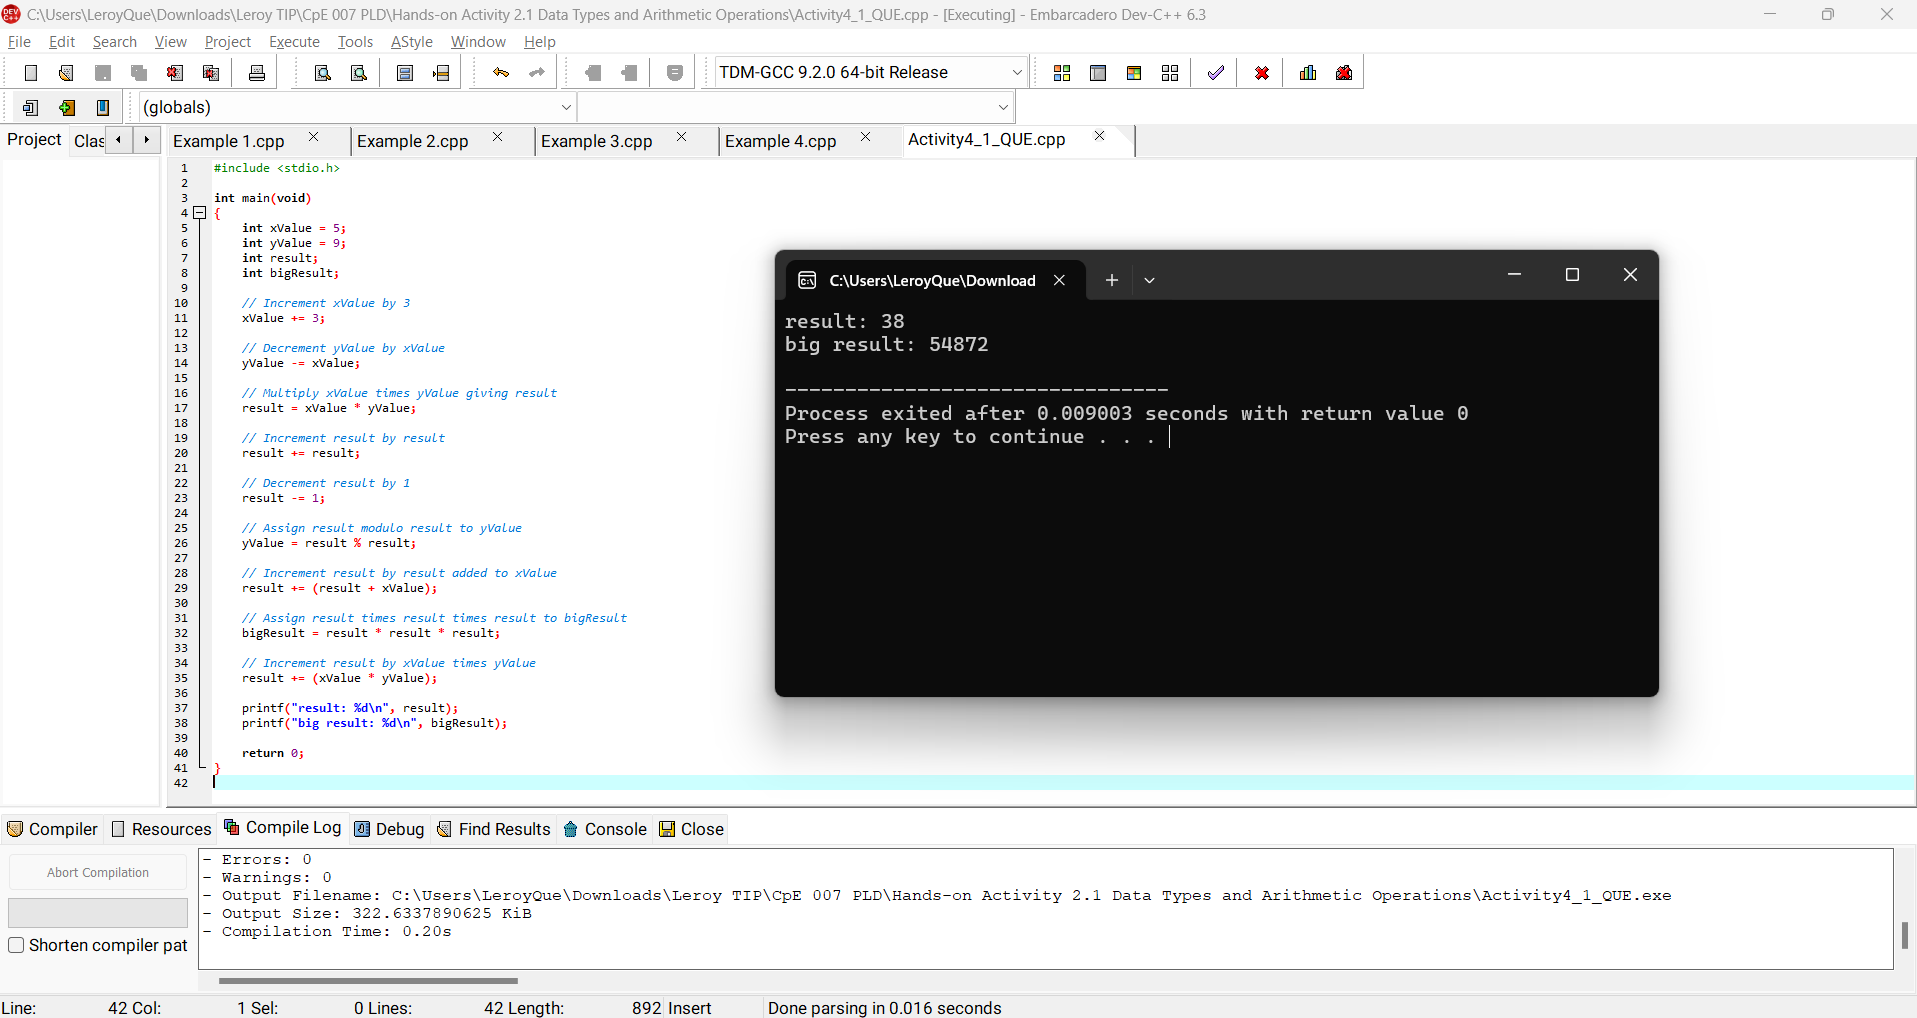 C:\Users\LeroyQue\Downloads\Leroy TIP\CpE 007 PLD\Hands-on Activity 2.1 Data Types and Arithmetic Operations\Activity4_1_QUE.cpp - [Executing] - Embarcadero Dev-C++ 6.3
File Edit Search View Project Execute Tools AStyle Window Help
TDM-GCC 9.2.0 64-bit Release
(globals)
Project Clas Example 1.cpp Example 2.cpp Example 3.cpp Example 4.cpp Activity4_1_QUE.cpp
1 #include <stdio.h>
2
3 int main(void)
4 {
5 int xValue = 5;
6 int yValue = 9;
7 int result;
8 int bigResult;
9
10 // Increment xValue by 3
11 xValue += 3;
12
13 // Decrement yValue by xValue
14 yValue -= xValue;
15
16 // Multiply xValue times yValue giving result
17 result = xValue * yValue;
18
19 // Increment result by result
20 result += result;
21
22 // Decrement result by 1
23 result -= 1;
24
25 // Assign result modulo result to yValue
26 yValue = result % result;
27
28 // Increment result by result added to xValue
29 result += (result + xValue);
30
31 // Assign result times result times result to bigResult
32 bigResult = result * result * result;
33
34 // Increment result by xValue times yValue
35 result += (xValue * yValue);
36
37 printf("result: %d\n", result);
38 printf("big result: %d\n", bigResult);
39
40 return 0;
41 }
42
C:\Users\LeroyQue\Download
result: 38
big result: 54872
--------------------------------
Process exited after 0.009003 seconds with return value 0
Press any key to continue . . .
Compiler Resources Compile Log Debug Find Results Console Close
Abort Compilation
Shorten compiler pat
- Errors: 0
- Warnings: 0
- Output Filename: C:\Users\LeroyQue\Downloads\Leroy TIP\CpE 007 PLD\Hands-on Activity 2.1 Data Types and Arithmetic Operations\Activity4_1_QUE.exe
- Output Size: 322.6337890625 KiB
- Compilation Time: 0.20s
Line: 42 Col: 1 Sel: 0 Lines: 42 Length: 892 Insert Done parsing in 0.016 seconds